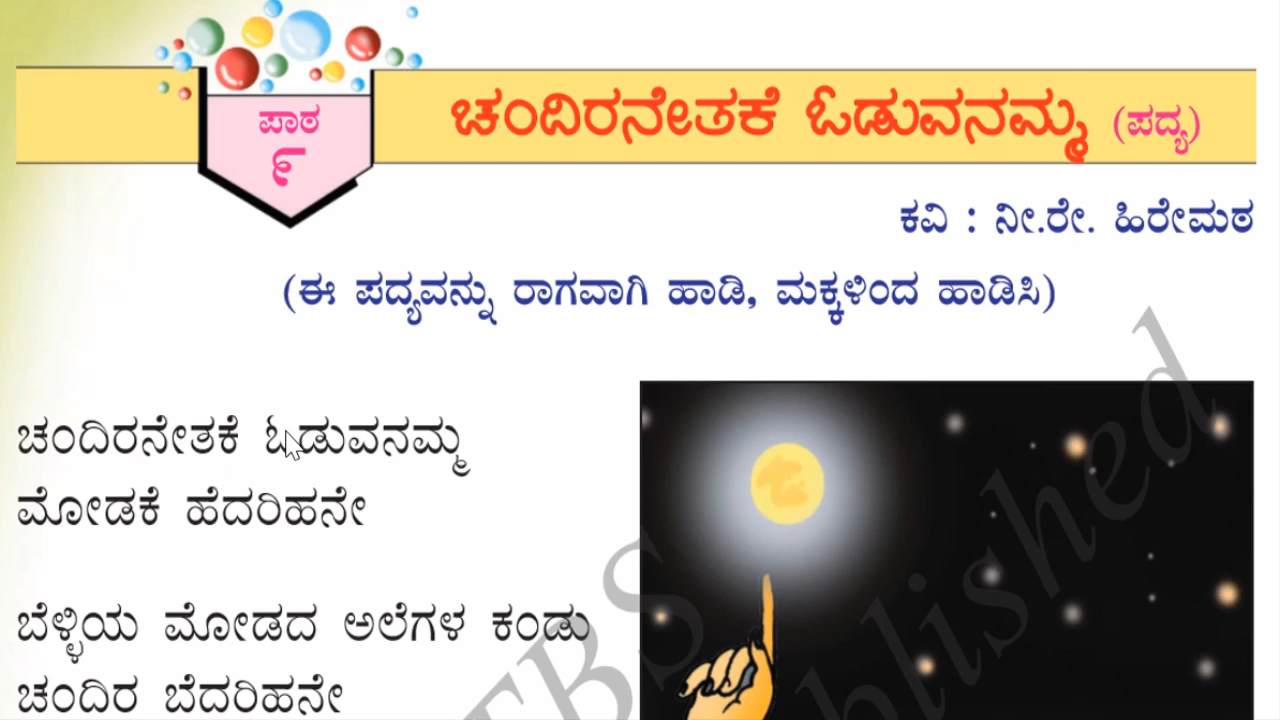 ಪಾಠ
೯
ಚಂದಿರನೇತಕೆ ಓಡುವನಮ್ಮ (ಪದ್ಯ)
ಕವಿ : ನೀ.ರೇ. ಹಿರೇಮಠ
(ಈ ಪದ್ಯವನ್ನು ರಾಗವಾಗಿ ಹಾಡಿ, ಮಕ್ಕಳಿಂದ ಹಾಡಿಸಿ)
ಚಂದಿರನೇತಕೆ ಓಡುವನಮ್ಮ
ಮೋಡಕೆ ಹೆದರಿಹನೇ
ಬೆಳ್ಳಿಯ ಮೋಡದ ಅಲೆಗಳ ಕಂಡು
ಚಂದಿರ ಬೆದರಿಹನೇ